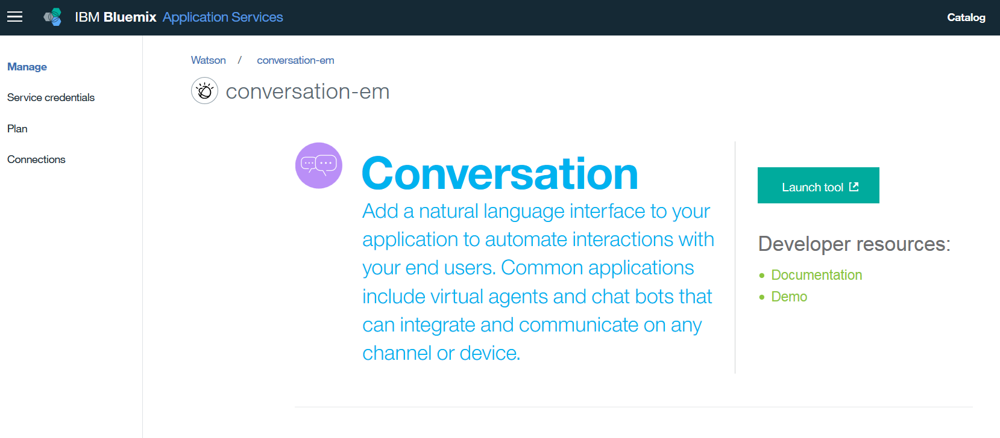 IBM Bluemix Application Services
Catalog
Manage
Service credentials
Plan
Connections
Watson / conversation-em
conversation-em
Conversation
Add a natural language interface to your
application to automate interactions with
your end users. Common applications
include virtual agents and chat bots that
can integrate and communicate on any
channel or device.
Launch tool
Developer resources:
Documentation
Demo